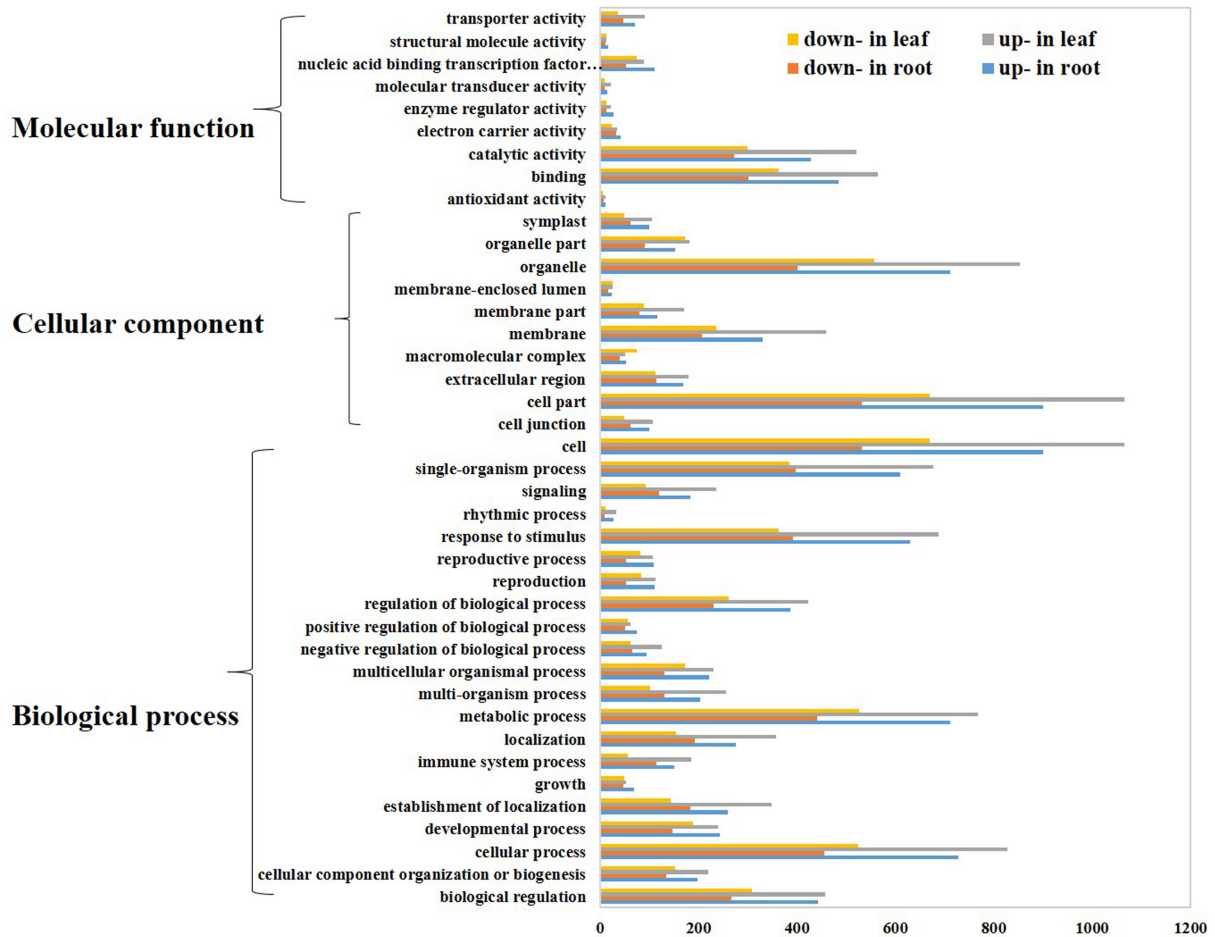 transporter activity
structural molecule activity
nucleic acid binding transcription factor…
molecular transducer activity
enzyme regulator activity
electron carrier activity
catalytic activity
binding
antioxidant activity
symplast
organelle part
organelle
membrane-enclosed lumen
membrane part
membrane
macromolecular complex
extracellular region
cell part
cell junction
cell
single-organism process
signaling
rhythmic process
response to stimulus
reproductive process
reproduction
regulation of biological process
positive regulation of biological process
negative regulation of biological process
multicellular organismal process
multi-organism process
metabolic process
localization
immune system process
growth
establishment of localization
developmental process
cellular process
cellular component organization or biogenesis
biological regulation
Molecular function
Cellular component
Biological process
down- in leaf up- in leaf
down- in root up- in root
0 200 400 600 800 1000 1200